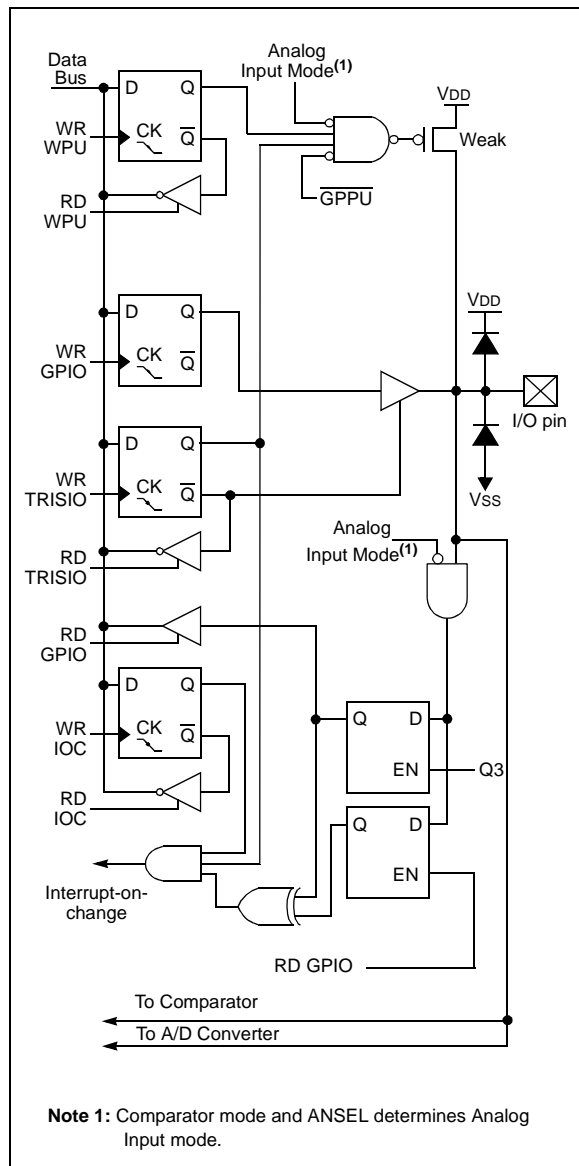 Data
Bus
D Q
WR
WPU
CK Q
RD
WPU
Analog
Input Mode(1)
GPPU
VDD
Weak
D Q
WR
GPIO
CK Q
VDD
I/O pin
VSS
D Q
WR
TRISIO
CK Q
RD
TRISIO
Analog
Input Mode(1)
RD
GPIO
D Q
WR
IOC
CK Q
RD
IOC
Q D
EN
Q3
Q D
EN
Interrupt-on-
change
RD GPIO
To Comparator
To A/D Converter
Note 1: Comparator mode and ANSEL determines Analog
Input mode.